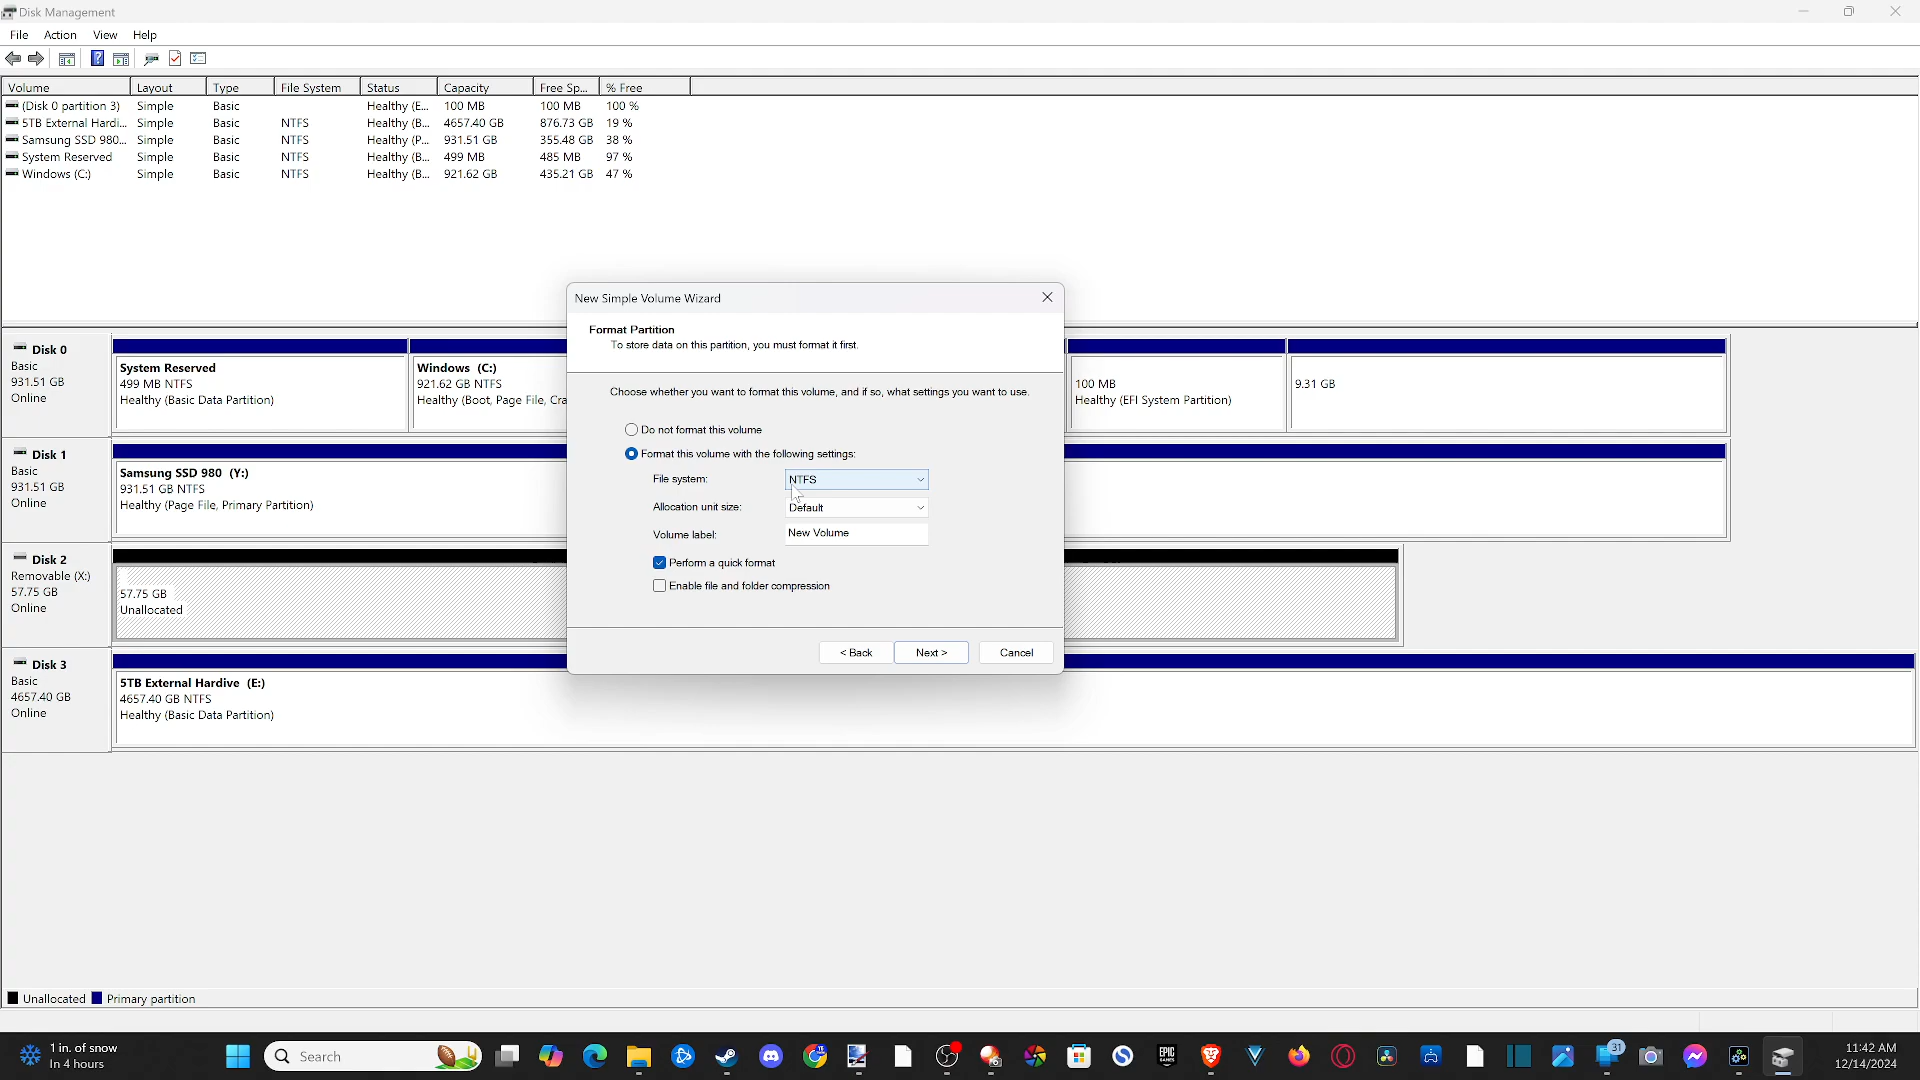 Disk Management
File Action View Help
Volume Layout Type File System Status Capacity Free Sp... % Free
(Disk 0 partition 3) Simple Basic Healthy (E... 100 MB 100 MB 100 %
5TB External Hardi... Simple Basic NTFS Healthy (B... 4657.40 GB 876.73 GB 19 %
Samsung SSD 980... Simple Basic NTFS Healthy (P... 931.51 GB 355.48 GB 38 %
System Reserved Simple Basic NTFS Healthy (B... 499 MB 485 MB 97 %
Windows (C:) Simple Basic NTFS Healthy (B... 921.62 GB 435.21 GB 47 %
New Simple Volume Wizard
Format Partition
To store data on this partition, you must format it first.
Choose whether you want to format this volume, and if so, what settings you want to use.
Do not format this volume
Format this volume with the following settings:
File system: NTFS
Allocation unit size: Default
Volume label: New Volume
Perform a quick format
Enable file and folder compression
< Back Next > Cancel
Disk 0
Basic
931.51 GB
Online
System Reserved
499 MB NTFS
Healthy (Basic Data Partition)
Windows (C:)
921.62 GB NTFS
Healthy (Boot, Page File, Cra
100 MB
Healthy (EFI System Partition)
9.31 GB
Disk 1
Basic
931.51 GB
Online
Samsung SSD 980 (Y:)
931.51 GB NTFS
Healthy (Page File, Primary Partition)
Disk 2
Removable (X:)
57.75 GB
Online
57.75 GB
Unallocated
Disk 3
Basic
4657.40 GB
Online
5TB External Hardive (E:)
4657.40 GB NTFS
Healthy (Basic Data Partition)
Unallocated Primary partition
1 in. of snow
In 4 hours
Search
EPIC
GAMES
31
11:42 AM
12/14/2024